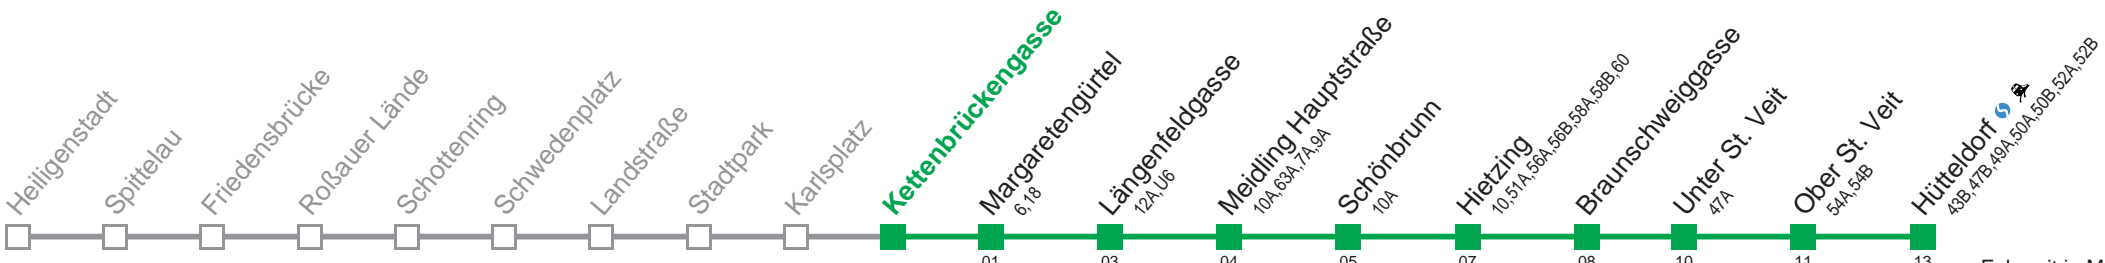 Heiligenstadt
Spittelau
Friedensbrücke
Roßauer Lände
Schottenring
Schwedenplatz
Landstraße
Stadtpark
Karlsplatz
Kettenbrückengasse
Margaretengürtel
6,18
Längenfeldgasse
12A,U6
Meidling Hauptstraße
10A,63A,7A,9A
Schönbrunn
10A
Hietzing
10,51A,56A,56B,58A,58B,60
Braunschweiggasse
Unter St. Veit
47A
Ober St. Veit
54A,54B
Hütteldorf
43B,47B,49A,50A,50B,52A,52B
01 03 04 05 07 08 10 11 13